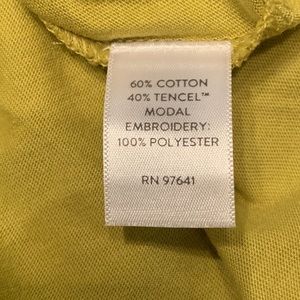 60% COTTON
40% TENCEL™
MODAL
EMBROIDERY:
100% POLYESTER
RN 97641